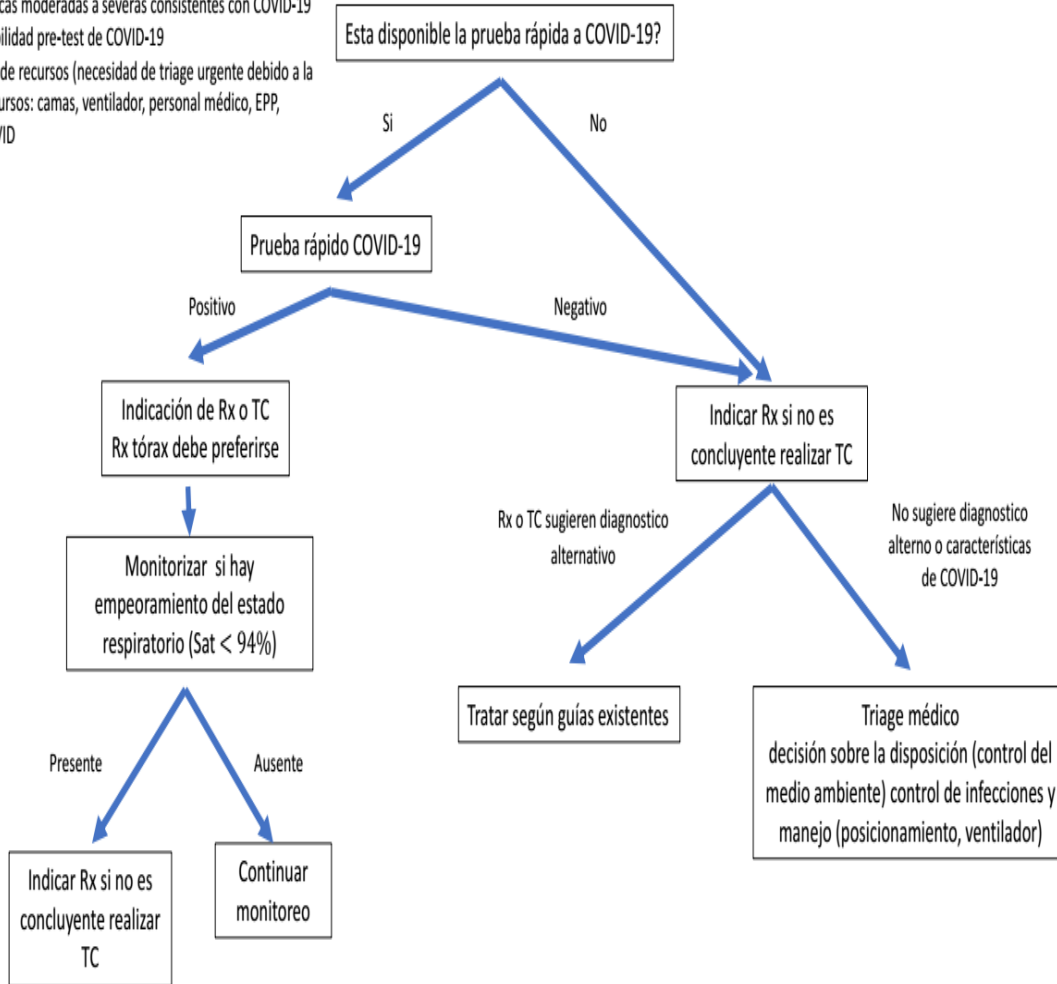 moderadas a severas consistentes con COVID-19
pre-test de COVID-19
de recursos (necesidad de triage urgente debido a la
camas, ventilador, personal médico, EPP,
Esta disponible la prueba rápida a COVID-19?
Si
No
Prueba rápido COVID-19
Positivo
Negativo
Indicación de Rx o TC
Rx tórax debe preferirse
Indicar Rx si no es
concluyente realizar TC
Monitorizar si hay
empeoramiento del estado
respiratorio (Sat < 94%)
Rx o TC sugieren diagnostico
alternativo
No sugiere diagnostico
alterno o características
de COVID-19
Tratar según guías existentes
Triage médico
decisión sobre la disposición (control del
medio ambiente) control de infecciones y
manejo (posicionamiento, ventilador)
Presente
Ausente
Indicar Rx si no es
concluyente realizar
TC
Continuar
monitoreo